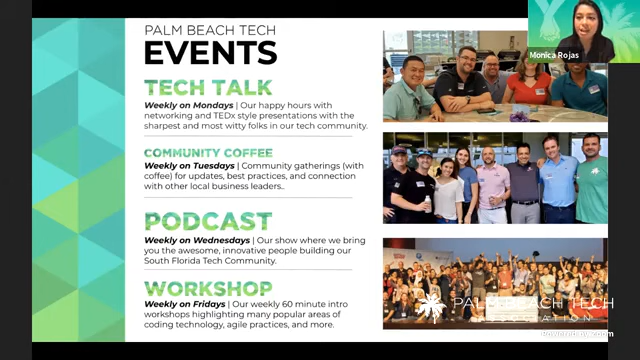 PALM BEACH TECH
EVENTS
TECH TALK
Weekly on Mondays | Our happy hours with
networking and TEDx style presentations with the
sharpest and most witty folks in our tech community.
COMMUNITY COFFEE
Weekly on Tuesdays | Community gatherings (with
coffee) for updates, best practices, and connection
with other local business leaders..
PODCAST
Weekly on Wednesdays | Our show where we bring
you the awesome, innovative people building our
South Florida Tech Community.
WORKSHOP
Weekly on Fridays | Our weekly 60 minute intro
workshops highlighting many popular areas of
coding technology, agile practices, and more.
Monica Rojas
PALM BEACH TECH
Powered by Zoom